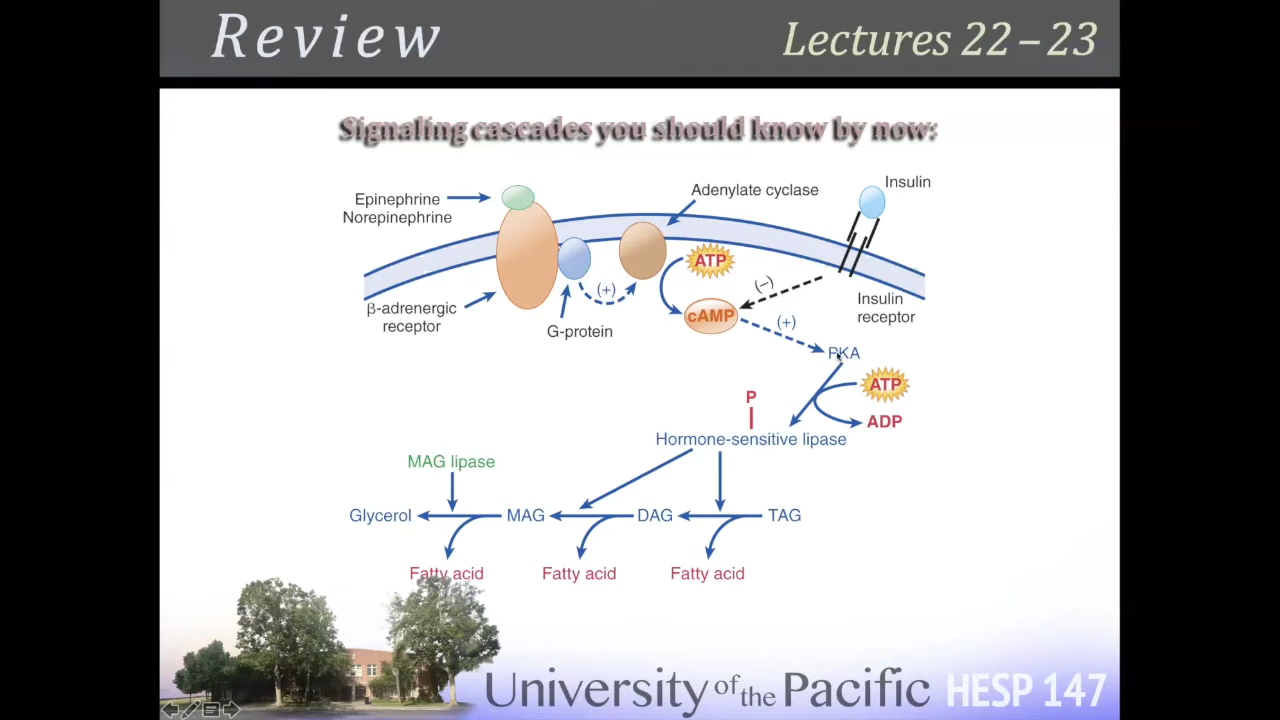 Review
Lectures 22 – 23
Signaling cascades you should know by now:
Epinephrine
Norepinephrine
Adenylate cyclase
Insulin
ATP
(+)
(−)
β-adrenergic
receptor
G-protein
cAMP
Insulin
receptor
(+)
PKA
ATP
P
ADP
Hormone-sensitive lipase
MAG lipase
Glycerol
MAG
DAG
TAG
Fatty acid
Fatty acid
Fatty acid
University of the Pacific HESP 147